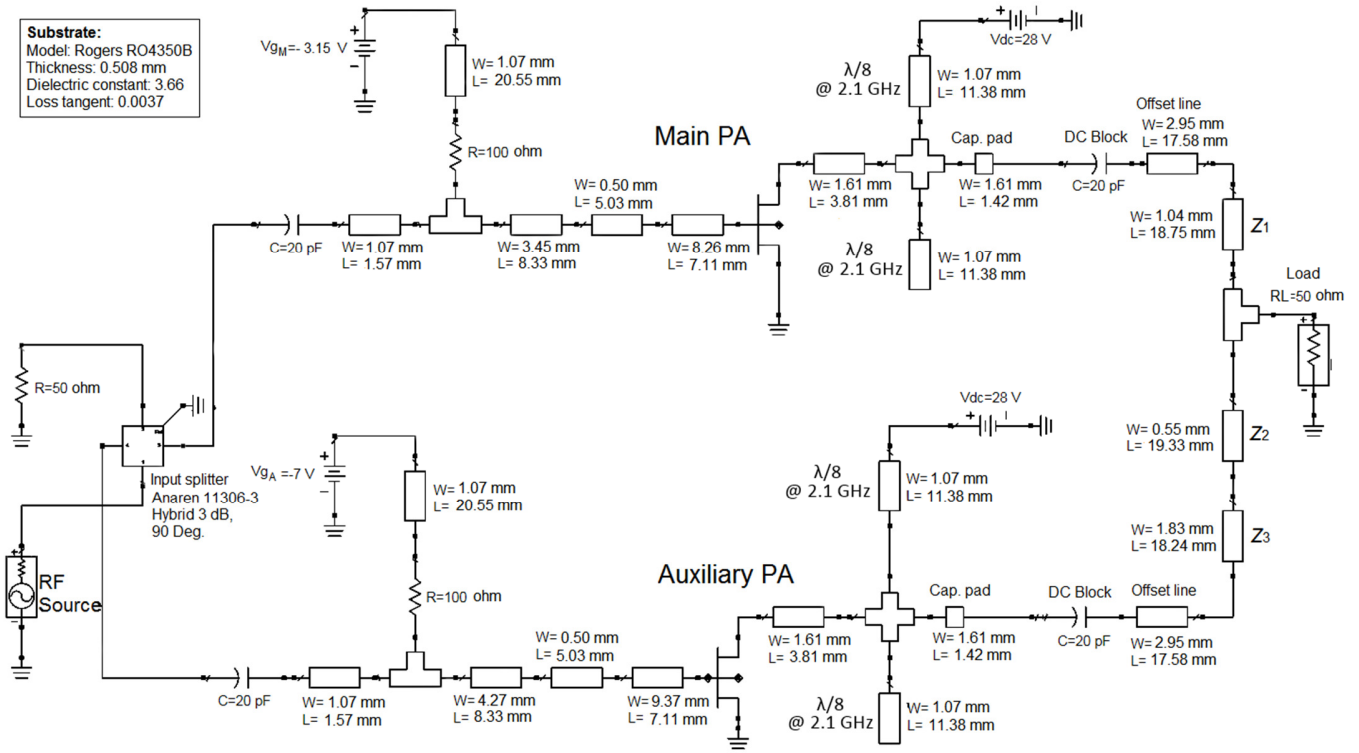 Substrate:
Model: Rogers RO4350B
Thickness: 0.508 mm
Dielectric constant: 3.66
Loss tangent: 0.0037
+
VgM=- 3.15 V
−
W= 1.07 mm
L= 20.55 mm
R=100 ohm
Main PA
C=20 pF
W= 1.07 mm
L= 1.57 mm
W= 3.45 mm
L= 8.33 mm
W= 0.50 mm
L= 5.03 mm
W= 8.26 mm
L= 7.11 mm
W= 1.61 mm
L= 3.81 mm
λ/8
@ 2.1 GHz
W= 1.07 mm
L= 11.38 mm
+
I
Vdc=28 V
λ/8
@ 2.1 GHz
W= 1.07 mm
L= 11.38 mm
Cap. pad
W= 1.61 mm
L= 1.42 mm
DC Block
C=20 pF
Offset line
W= 2.95 mm
L= 17.58 mm
W= 1.04 mm
L= 18.75 mm
Z1
Load
RL=50 ohm
+
I
−
W= 0.55 mm
L= 19.33 mm
Z2
W= 1.83 mm
L= 18.24 mm
Z3
R=50 ohm
Input splitter
Anaren 11306-3
Hybrid 3 dB,
90 Deg.
+
RF
Source
−
+
VgA =-7 V
−
W= 1.07 mm
L= 20.55 mm
R=100 ohm
Auxiliary PA
C=20 pF
W= 1.07 mm
L= 1.57 mm
W= 4.27 mm
L= 8.33 mm
W= 0.50 mm
L= 5.03 mm
W= 9.37 mm
L= 7.11 mm
W= 1.61 mm
L= 3.81 mm
Vdc=28 V
+
I
λ/8
@ 2.1 GHz
W= 1.07 mm
L= 11.38 mm
λ/8
@ 2.1 GHz
W= 1.07 mm
L= 11.38 mm
Cap. pad
W= 1.61 mm
L= 1.42 mm
DC Block
C=20 pF
Offset line
W= 2.95 mm
L= 17.58 mm